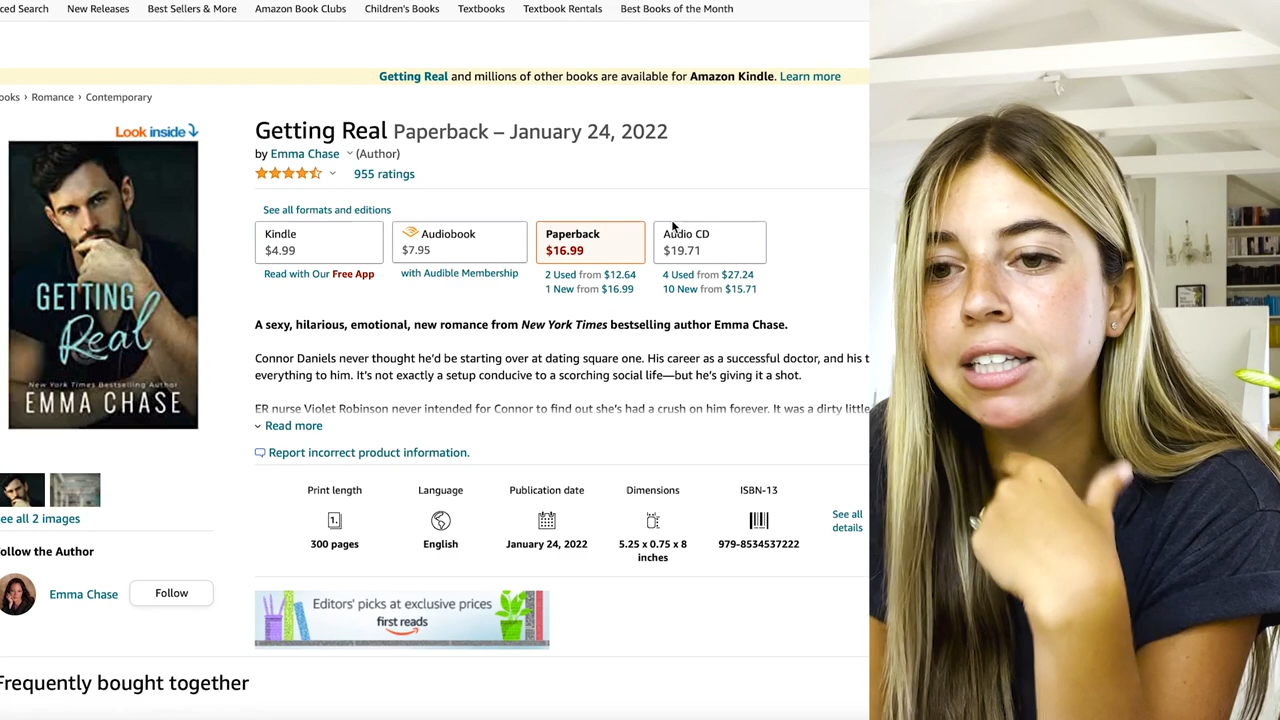 ced Search New Releases Best Sellers & More Amazon Book Clubs Children's Books Textbooks Textbook Rentals Best Books of the Month
Getting Real and millions of other books are available for Amazon Kindle. Learn more
ooks › Romance › Contemporary
Look inside
GETTING
Real
New York Times Bestselling Author
EMMA CHASE
ee all 2 images
ollow the Author
Emma Chase Follow
Getting Real Paperback – January 24, 2022
by Emma Chase (Author)
955 ratings
See all formats and editions
Kindle
$4.99
Read with Our Free App
Audiobook
$7.95
with Audible Membership
Paperback
$16.99
2 Used from $12.64
1 New from $16.99
Audio CD
$19.71
4 Used from $27.24
10 New from $15.71
A sexy, hilarious, emotional, new romance from New York Times bestselling author Emma Chase.
Connor Daniels never thought he'd be starting over at dating square one. His career as a successful doctor, and his t
everything to him. It's not exactly a setup conducive to a scorching social life—but he's giving it a shot.
ER nurse Violet Robinson never intended for Connor to find out she's had a crush on him forever. It was a dirty little
Read more
Report incorrect product information.
Print length
1.
300 pages
Language
English
Publication date
January 24, 2022
Dimensions
5.25 x 0.75 x 8
inches
ISBN-13
979-8534537222
See all
details
Editors' picks at exclusive prices
first reads
Frequently bought together